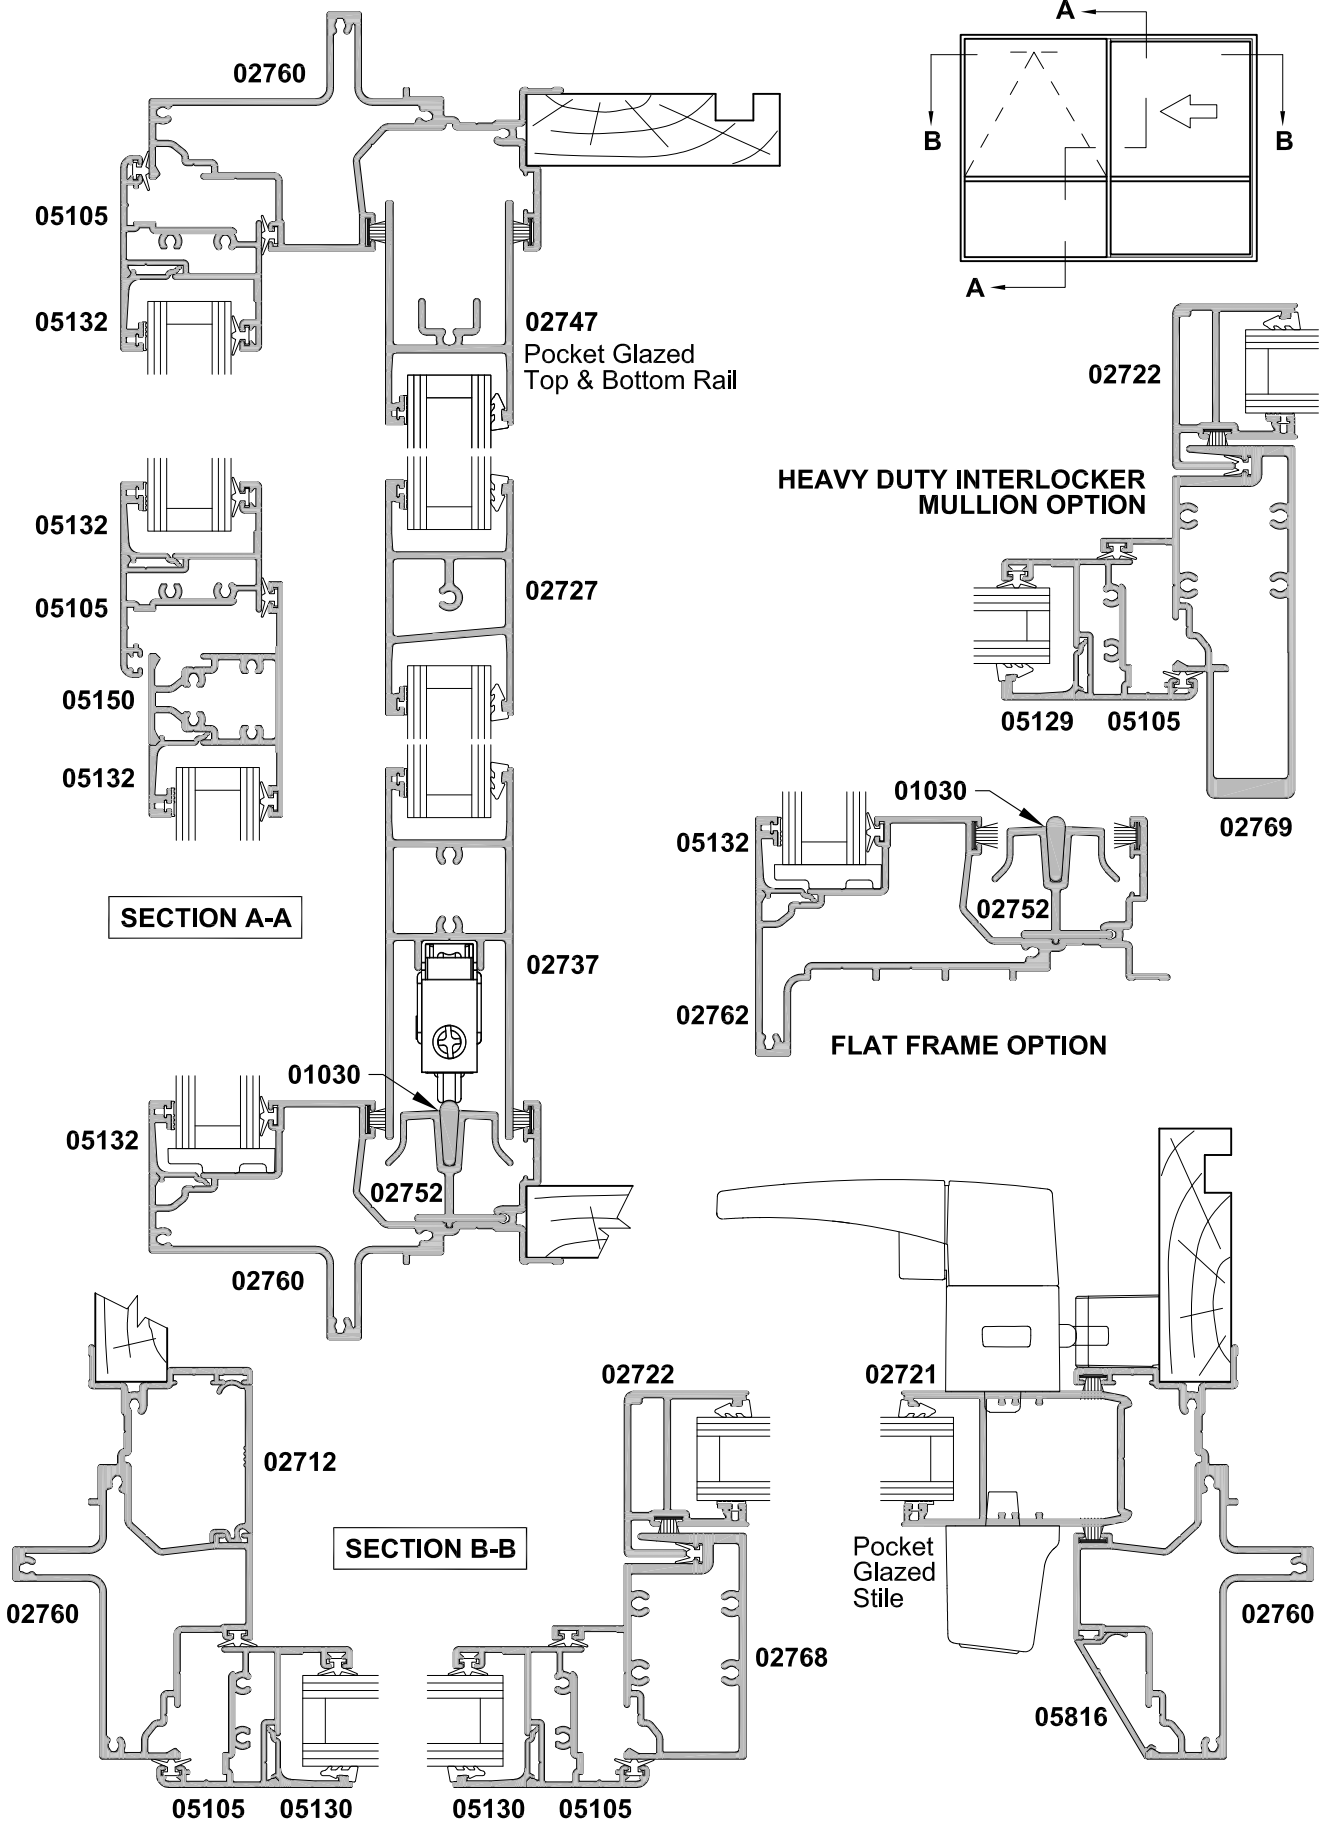 A
02760
B
B
05105
A
05132
02747
Pocket Glazed
Top & Bottom Rail
02722
HEAVY DUTY INTERLOCKER
MULLION OPTION
05132
05105
02727
05150
05132
05129
05105
02769
01030
05132
02752
SECTION A-A
02737
02762
FLAT FRAME OPTION
01030
05132
02752
02760
02722
02721
02712
SECTION B-B
Pocket
Glazed
Stile
02760
02760
02768
05816
05105
05130
05130
05105